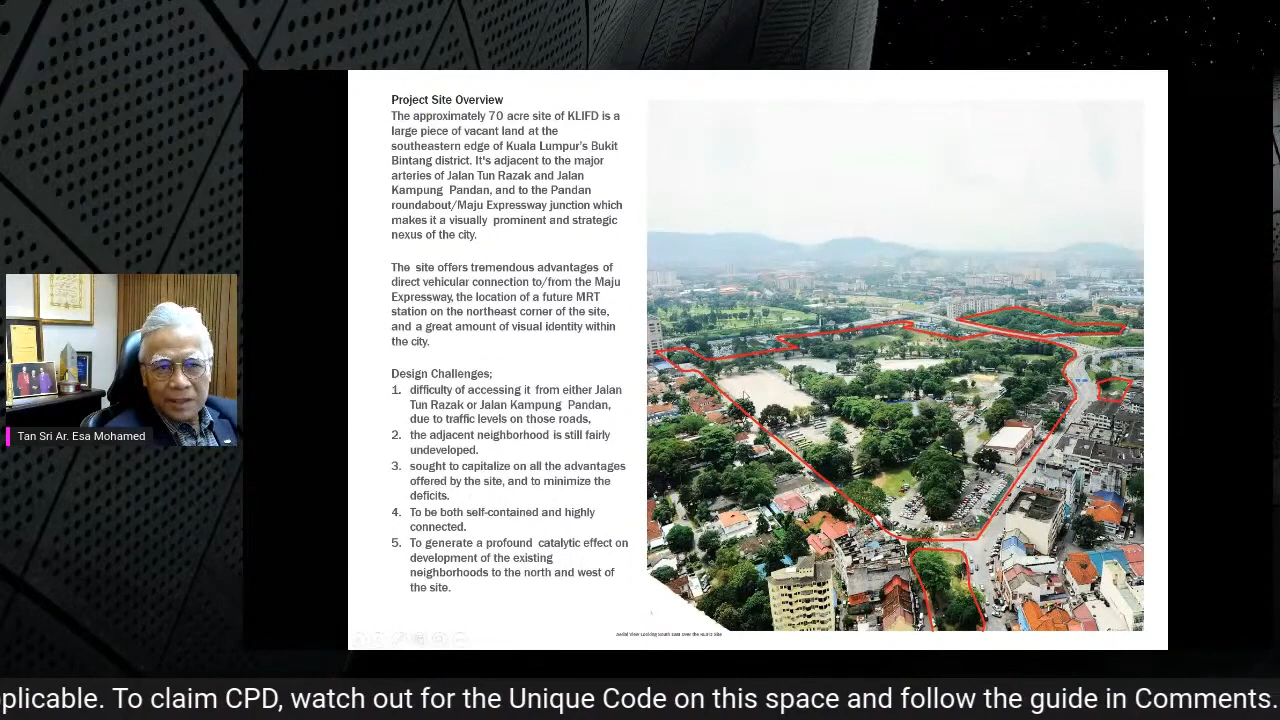 Project Site Overview
The approximately 70 acre site of KLIFD is a
large piece of vacant land at the
southeastern edge of Kuala Lumpur's Bukit
Bintang district. It's adjacent to the major
arteries of Jalan Tun Razak and Jalan
Kampung Pandan, and to the Pandan
roundabout/Maju Expressway junction which
makes it a visually prominent and strategic
nexus of the city.
The site offers tremendous advantages of
direct vehicular connection to/from the Maju
Expressway, the location of a future MRT
station on the northeast corner of the site,
and a great amount of visual identity within
the city.
Design Challenges;
1. difficulty of accessing it from either Jalan
Tun Razak or Jalan Kampung Pandan,
due to traffic levels on those roads,
2. the adjacent neighborhood is still fairly
undeveloped.
3. sought to capitalize on all the advantages
offered by the site, and to minimize the
deficits.
4. To be both self-contained and highly
connected.
5. To generate a profound catalytic effect on
development of the existing
neighborhoods to the north and west of
the site.
Aerial View Looking South East Over the KLIFD Site
Tan Sri Ar. Esa Mohamed
plicable. To claim CPD, watch out for the Unique Code on this space and follow the guide in Comments.